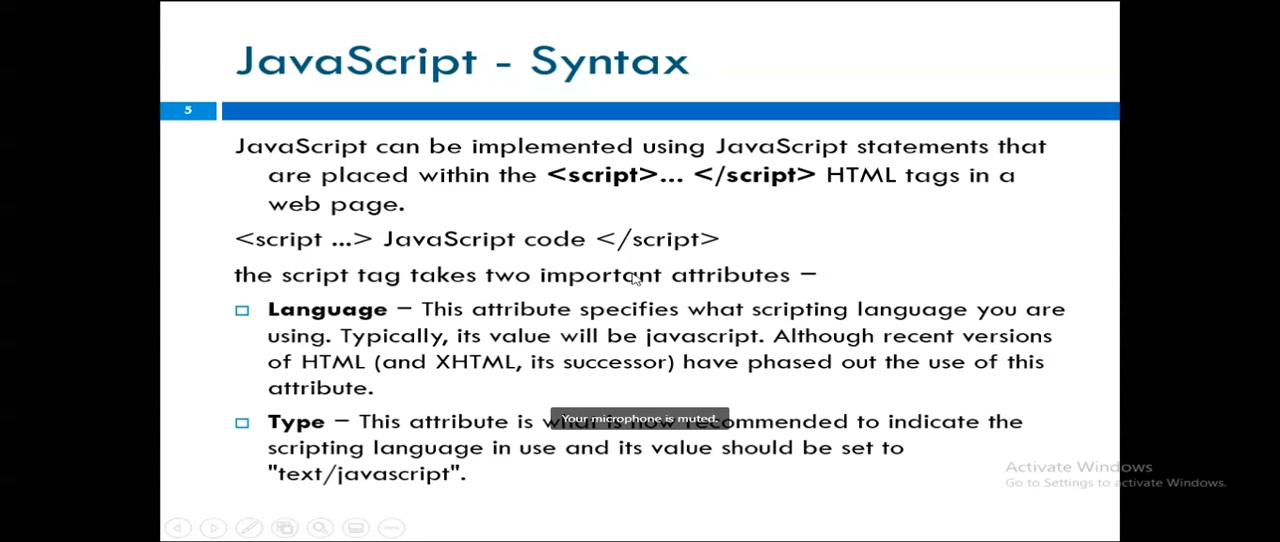 JavaScript - Syntax
5
JavaScript can be implemented using JavaScript statements that
are placed within the <script>... </script> HTML tags in a
web page.
<script ...> JavaScript code </script>
the script tag takes two important attributes –
Language – This attribute specifies what scripting language you are
using. Typically, its value will be javascript. Although recent versions
of HTML (and XHTML, its successor) have phased out the use of this
attribute.
Your microphone is muted.
Type – This attribute is what is now recommended to indicate the
scripting language in use and its value should be set to
"text/javascript".
Activate Windows
Go to Settings to activate Windows.